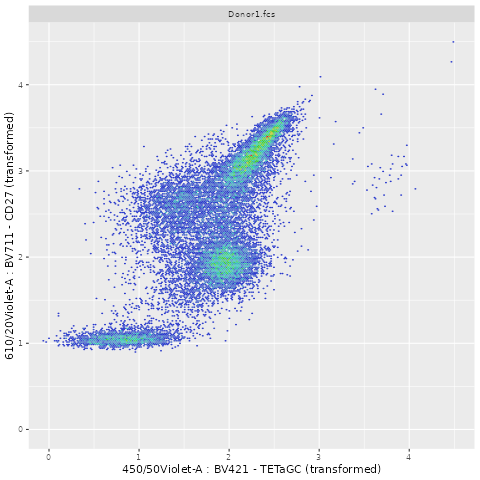 Donor1.fcs
4
3
2
1
0
610/20Violet-A : BV711 - CD27 (transformed)
0 1 2 3 4
450/50Violet-A : BV421 - TETaGC (transformed)